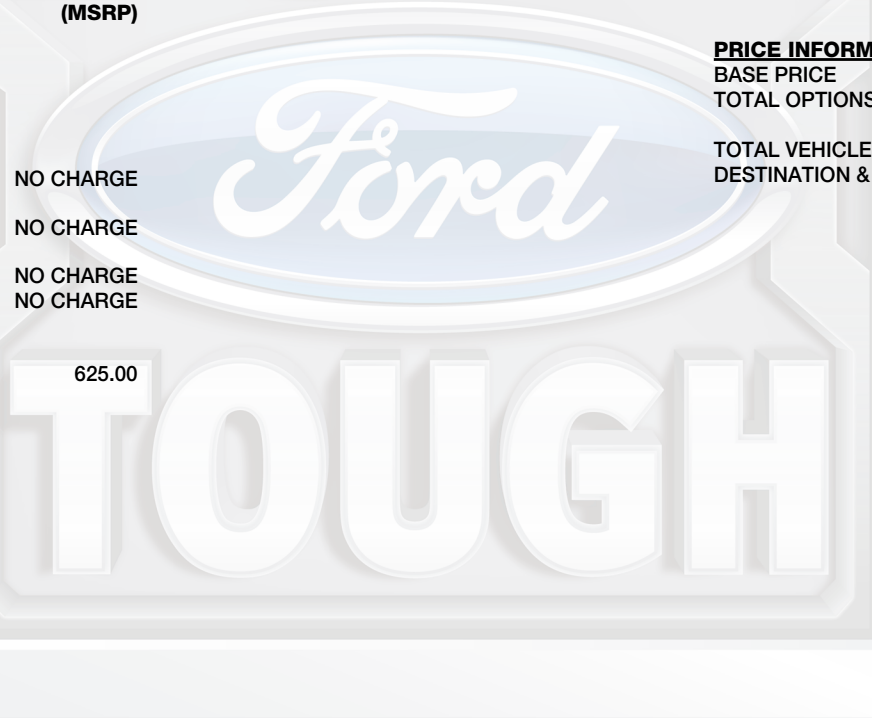 (MSRP)
PRICE INFORM
BASE PRICE
TOTAL OPTIONS
TOTAL VEHICLE
DESTINATION &
NO CHARGE
NO CHARGE
NO CHARGE
NO CHARGE
625.00
Ford
TOUGH